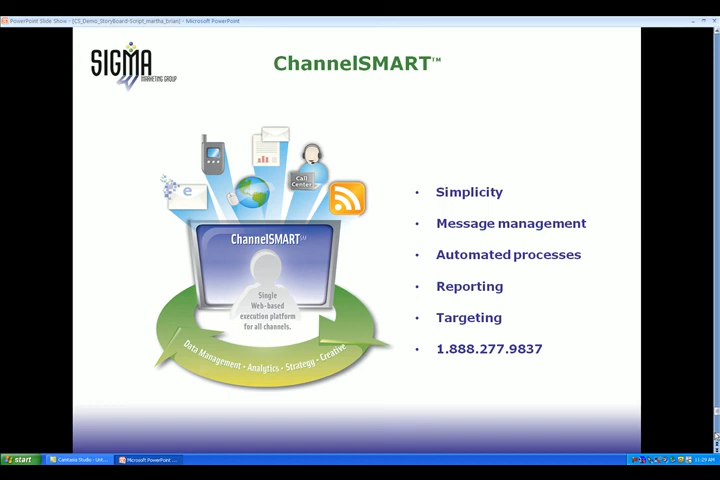 PowerPoint Slide Show - [CS_Demo_StoryBoard-Script_martha_brian] - Microsoft PowerPoint
SIGMA
MARKETING GROUP
ChannelSMART™
e
Call
Center
ChannelSMART℠
Single
Web-based
execution platform
for all channels.
Data Management • Analytics - Strategy - Creative
• Simplicity
• Message management
• Automated processes
• Reporting
• Targeting
• 1.888.277.9837
start
Camtasia Studio - Unt...
Microsoft PowerPoint ...
11:29 AM